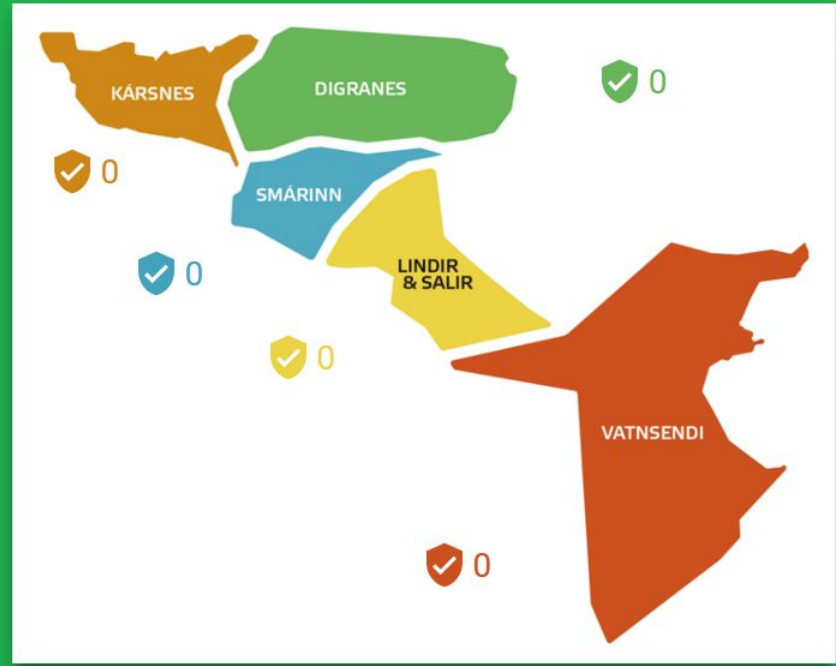 KÁRSNES
DIGRANES
0
0
SMÁRINN
0
LINDIR
& SALIR
0
VATNSENDI
0